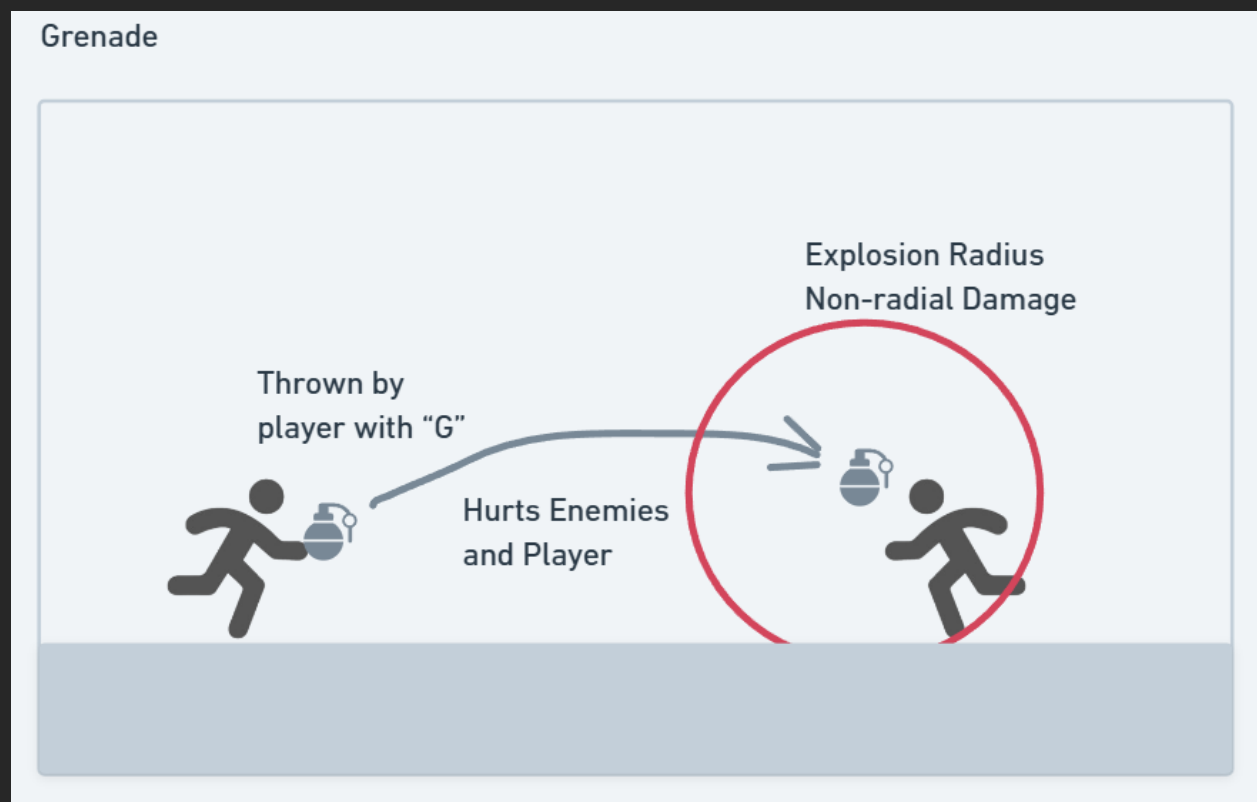 Grenade
Explosion Radius
Non-radial Damage
Thrown by
player with “G”
Hurts Enemies
and Player